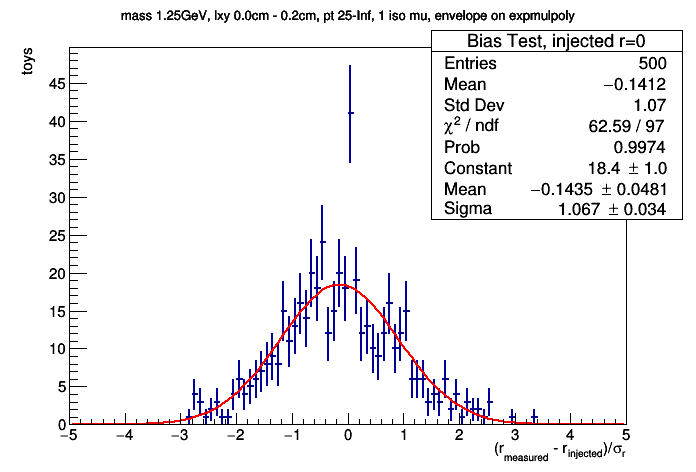 mass 1.25GeV, lxy 0.0cm - 0.2cm, pt 25-Inf, 1 iso mu, envelope on expmulpoly
toys
Bias Test, injected r=0
Entries 500
Mean −0.1412
Std Dev 1.07
χ² / ndf 62.59 / 97
Prob 0.9974
Constant 18.4 ± 1.0
Mean −0.1435 ± 0.0481
Sigma 1.067 ± 0.034
45
40
35
30
25
20
15
10
5
0
−5 −4 −3 −2 −1 0 1 2 3 4 5
(r_measured - r_injected)/σ_r